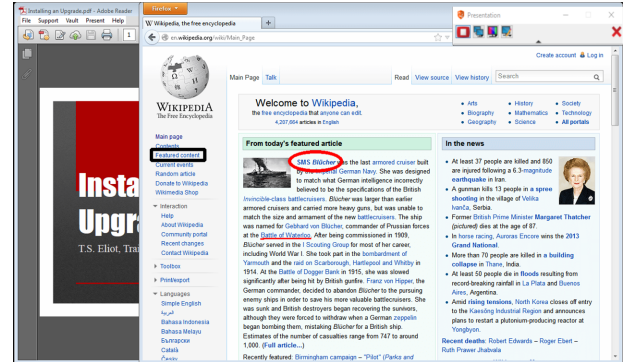 Installing an Upgrade.pdf - Adobe Reader
File Support Vault Present Help
1
Insta
Upgr
T.S. Eliot, Trai
Firefox
W Wikipedia, the free encyclopedia
+
en.wikipedia.org/wiki/Main_Page
Presentation
Create account Log in
Main Page Talk
Read View source View history
Search
WIKIPEDIA
The Free Encyclopedia
Main page
Contents
Featured content
Current events
Random article
Donate to Wikipedia
Wikimedia Shop
Interaction
Help
About Wikipedia
Community portal
Recent changes
Contact Wikipedia
Toolbox
Print/export
Languages
Simple English
العربية
Bahasa Indonesia
Bahasa Melayu
Български
Català
Česky
Welcome to Wikipedia,
the free encyclopedia that anyone can edit.
4,207,664 articles in English
Arts
Biography
Geography
History
Mathematics
Science
Society
Technology
All portals
From today's featured article
SMS Blücher was the last armored cruiser built
by the Imperial German Navy. She was designed
to match what German intelligence incorrectly
believed to be the specifications of the British
Invincible-class battlecruisers. Blücher was larger than earlier
armored cruisers and carried more heavy guns, but was unable to
match the size and armament of the new battlecruisers. The ship
was named for Gebhard von Blücher, commander of Prussian forces
at the Battle of Waterloo. After being commissioned in 1909,
Blücher served in the I Scouting Group for most of her career,
including World War I. She took part in the bombardment of
Yarmouth and the raid on Scarborough, Hartlepool and Whitby in
1914. At the Battle of Dogger Bank in 1915, she was slowed
significantly after being hit by British gunfire. Franz von Hipper, the
German commander, decided to abandon Blücher to the pursuing
enemy ships in order to save his more valuable battlecruisers. She
was sunk and British destroyers began recovering the survivors,
although they were forced to withdraw when a German zeppelin
began bombing them, mistaking Blücher for a British ship.
Estimates of the number of casualties range from 747 to around
1,000. (Full article...)
Recently featured: Birmingham campaign – "Pilot" (Parks and
In the news
At least 37 people are killed and 850
are injured following a 6.3-magnitude
earthquake in Iran.
A gunman kills 13 people in a spree
shooting in the village of Velika
Ivanča, Serbia.
Former British Prime Minister Margaret Thatcher
(pictured) dies at the age of 87.
In horse racing, Auroras Encore wins the 2013
Grand National.
More than 70 people are killed in a building
collapse in Thane, India.
At least 50 people die in floods resulting from
record-breaking rainfall in La Plata and Buenos
Aires, Argentina.
Amid rising tensions, North Korea closes off entry
to the Kaesŏng Industrial Region and announces
plans to restart a plutonium-producing reactor at
Yongbyon.
Recent deaths: Robert Edwards – Roger Ebert –
Ruth Prawer Jhabvala